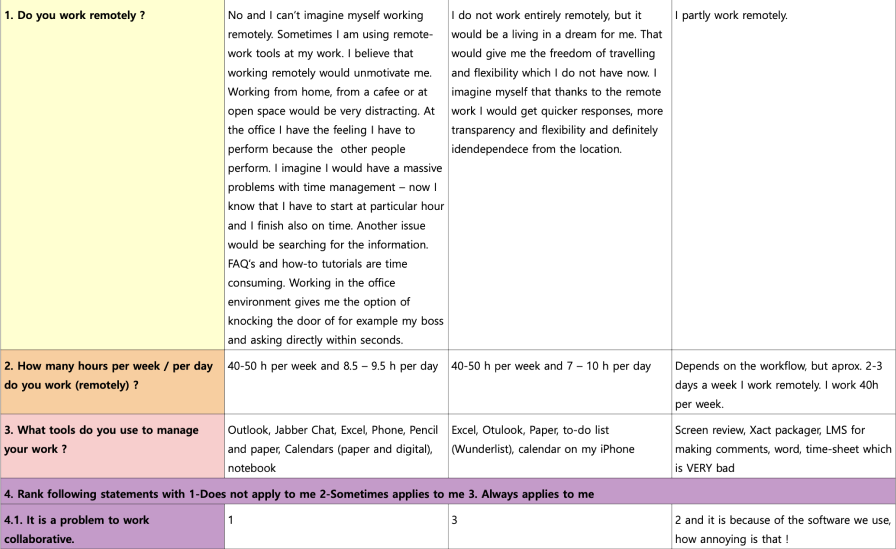 1. Do you work remotely ?
No and I can't imagine myself working
remotely. Sometimes I am using remote-
work tools at my work. I believe that
working remotely would unmotivate me.
Working from home, from a cafee or at
open space would be very distracting. At
the office I have the feeling I have to
perform because the  other people
perform. I imagine I would have a massive
problems with time management – now I
know that I have to start at particular hour
and I finish also on time. Another issue
would be searching for the information.
FAQ's and how-to tutorials are time
consuming. Working in the office
environment gives me the option of
knocking the door of for example my boss
and asking directly within seconds.
I do not work entirely remotely, but it
would be a living in a dream for me. That
would give me the freedom of travelling
and flexibility which I do not have now. I
imagine myself that thanks to the remote
work I would get quicker responses, more
transparency and flexibility and definitely
idendependece from the location.
I partly work remotely.
2. How many hours per week / per day
do you work (remotely) ?
40-50 h per week and 8.5 – 9.5 h per day
40-50 h per week and 7 – 10 h per day
Depends on the workflow, but aprox. 2-3
days a week I work remotely. I work 40h
per week.
3. What tools do you use to manage
your work ?
Outlook, Jabber Chat, Excel, Phone, Pencil
and paper, Calendars (paper and digital),
notebook
Excel, Otulook, Paper, to-do list
(Wunderlist), calendar on my iPhone
Screen review, Xact packager, LMS for
making comments, word, time-sheet which
is VERY bad
4. Rank following statements with 1-Does not apply to me 2-Sometimes applies to me 3. Always applies to
me
4.1. It is a problem to work
collaborative.
1
3
2 and it is because of the software we use,
how annoying is that !